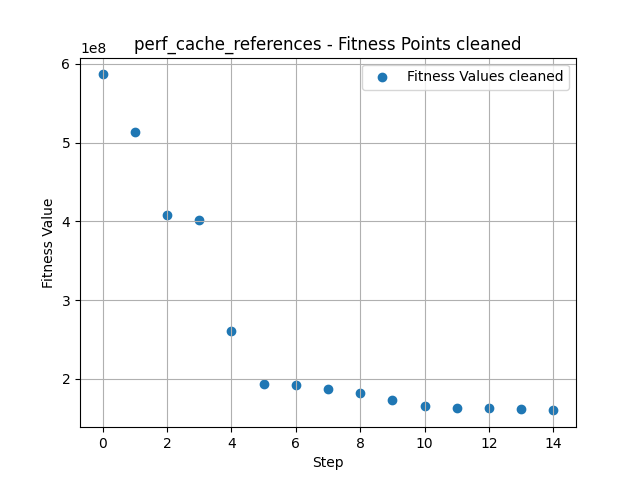 perf_cache_references - Fitness Points cleaned
1e8
Fitness Values cleaned
6
5
4
3
2
Fitness Value
0 2 4 6 8 10 12 14
Step